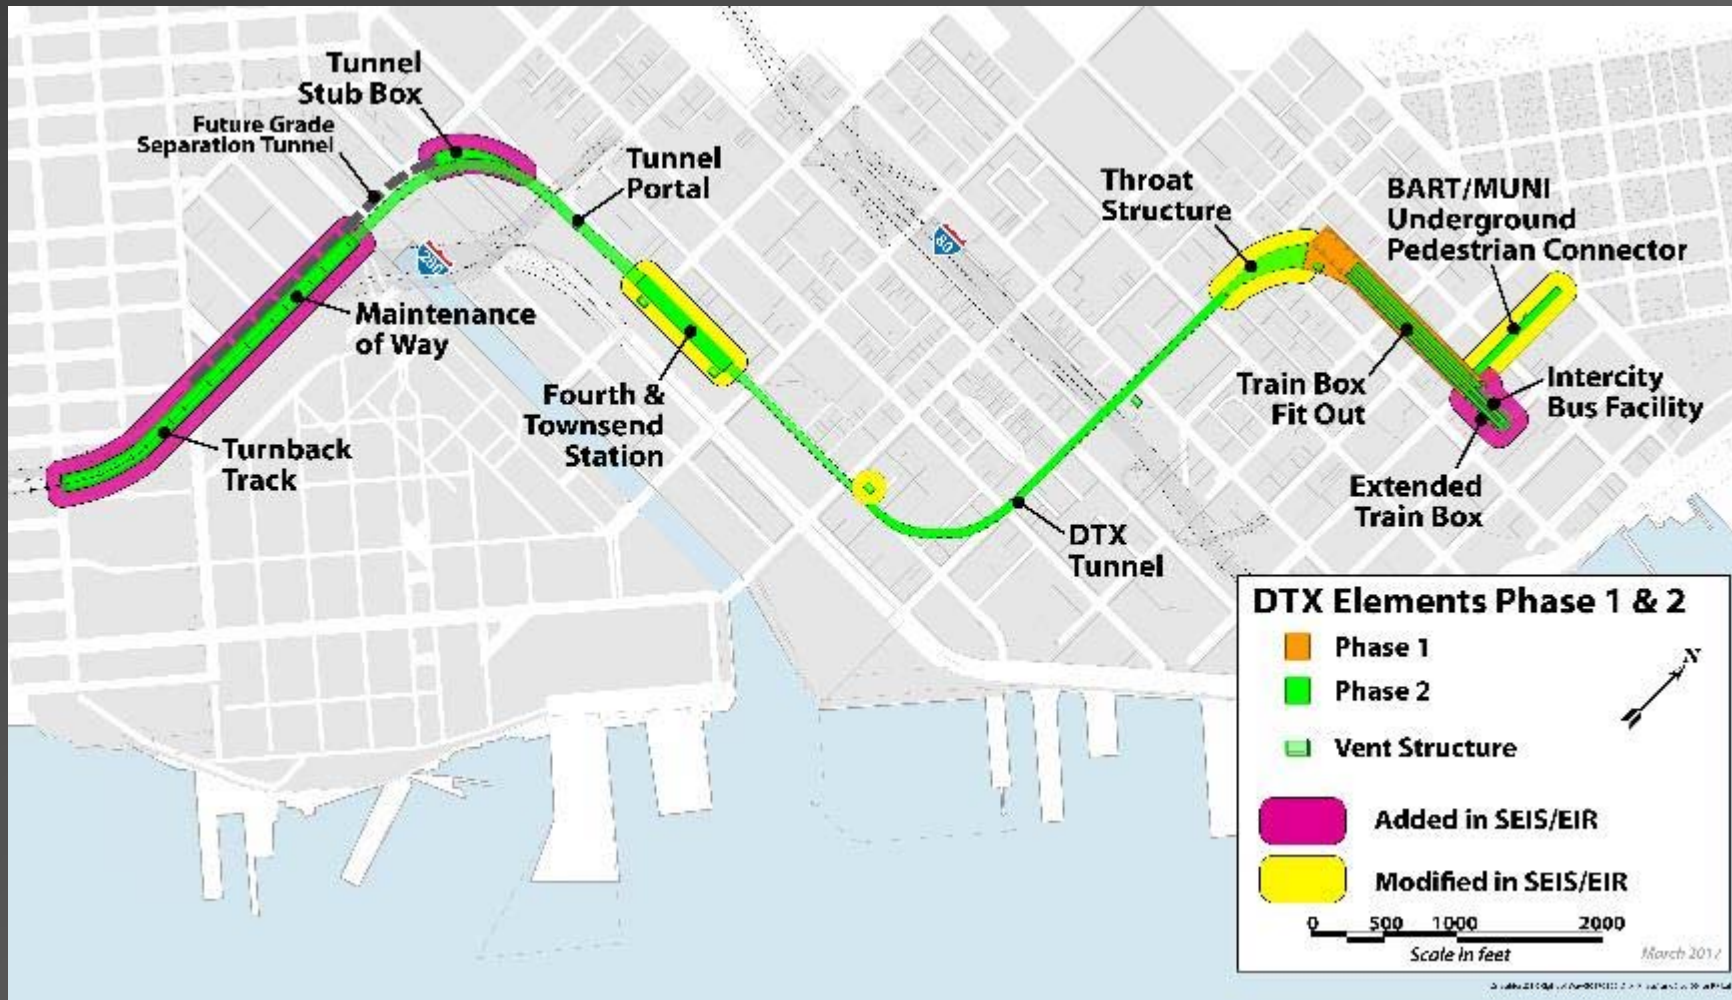 Tunnel
Stub Box
Future Grade
Separation Tunnel
Tunnel
Portal
Throat
Structure
BART/MUNI
Underground
Pedestrian Connector
280
80
Maintenance
of Way
Fourth &
Townsend
Station
Train Box
Fit Out
Intercity
Bus Facility
Turnback
Track
Extended
Train Box
DTX
Tunnel
DTX Elements Phase 1 & 2
Phase 1
Phase 2
Vent Structure
N
Added in SEIS/EIR
Modified in SEIS/EIR
0 500 1000 2000
Scale in feet
March 2017